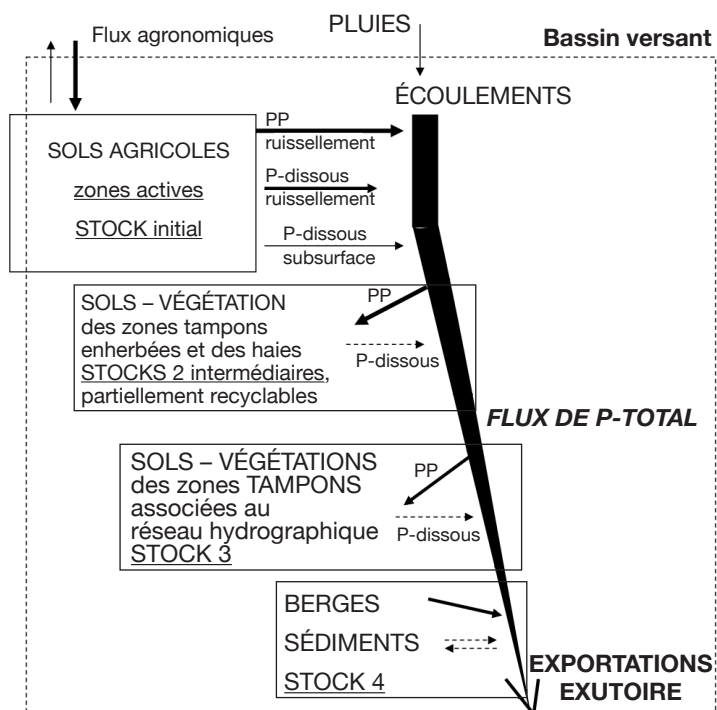 Flux agronomiques
PLUIES
Bassin versant
ÉCOULEMENTS
SOLS AGRICOLES
zones actives
STOCK initial
PP
ruissellement
P-dissous
ruissellement
P-dissous
subsurface
SOLS – VÉGÉTATION
des zones tampons
enherbées et des haies
STOCKS 2 intermédiaires,
partiellement recyclables
PP
P-dissous
FLUX DE P-TOTAL
SOLS – VÉGÉTATIONS
des zones TAMPONS
associées au
réseau hydrographique
STOCK 3
PP
P-dissous
BERGES
SÉDIMENTS
STOCK 4
EXPORTATIONS
EXUTOIRE